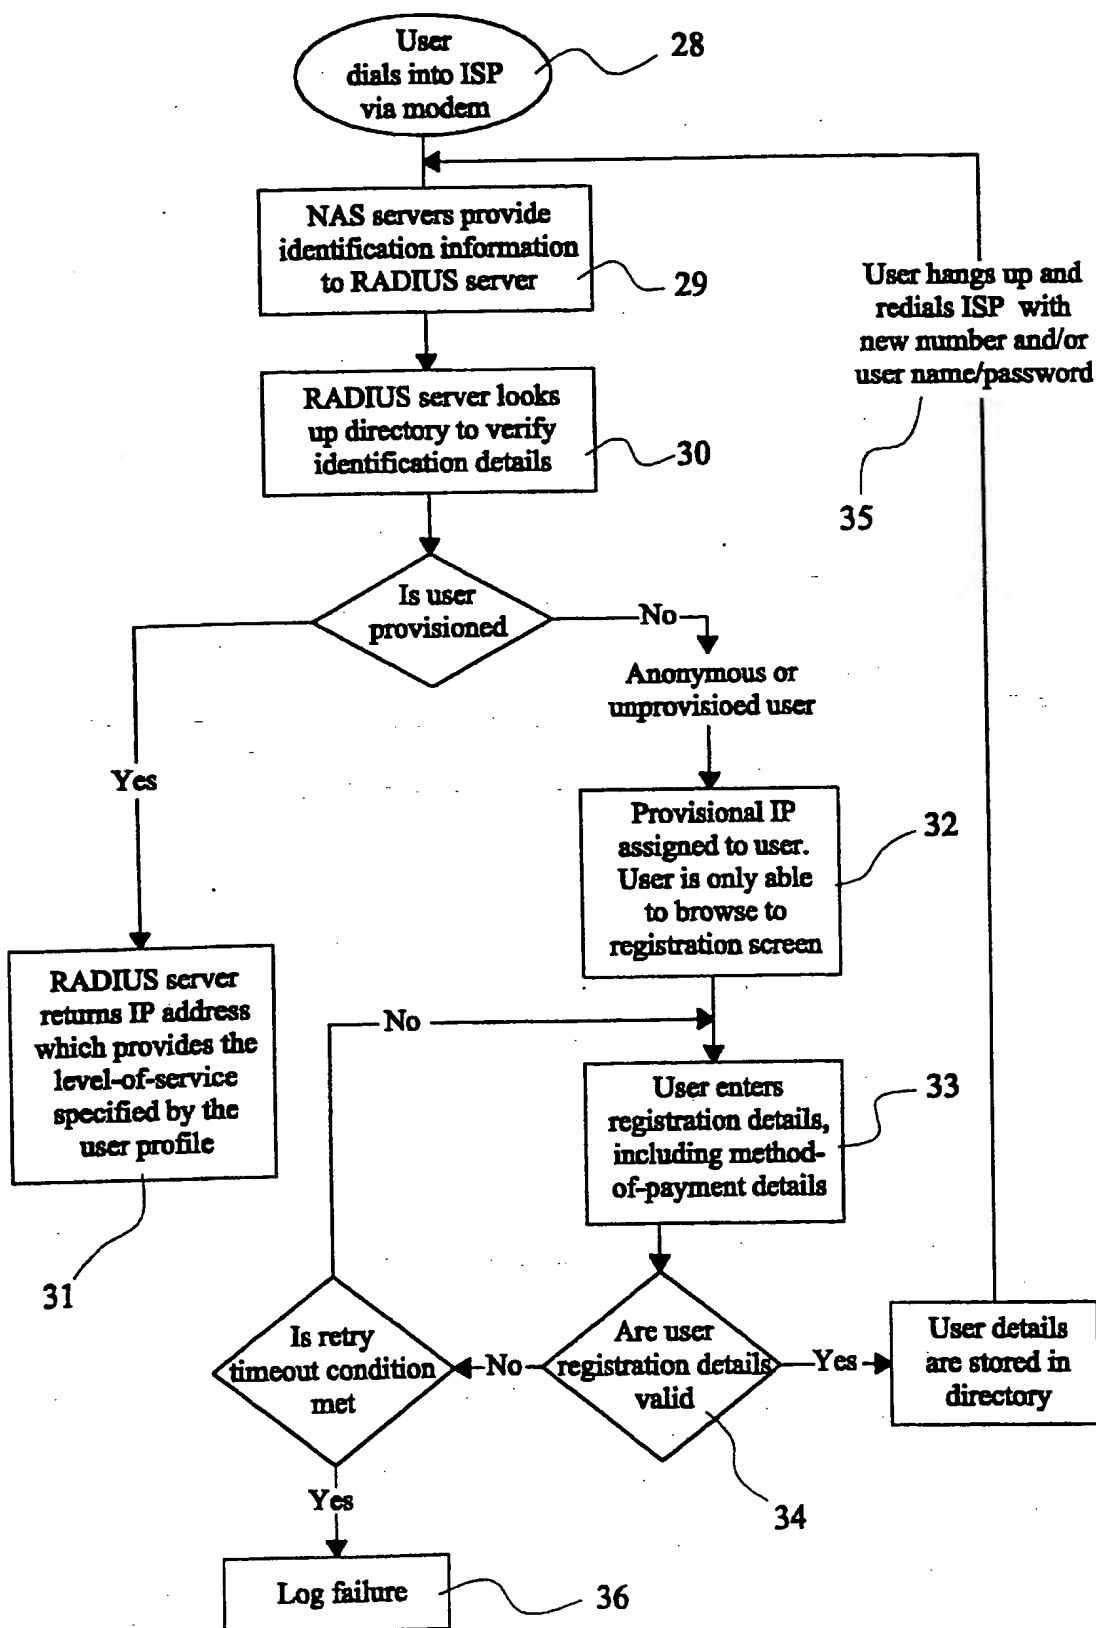 User
dials into ISP
via modem
28
NAS servers provide
identification information
to RADIUS server
29
User hangs up and
redials ISP with
new number and/or
user name/password
35
RADIUS server looks
up directory to verify
identification details
30
Is user
provisioned
No
Anonymous or
unprovisioed user
Yes
Provisional IP
assigned to user.
User is only able
to browse to
registration screen
32
RADIUS server
returns IP address
which provides the
level-of-service
specified by the
user profile
31
No
User enters
registration details,
including method-
of-payment details
33
Is retry
timeout condition
met
No
Are user
registration details
valid
34
Yes
User details
are stored in
directory
Yes
Log failure
36